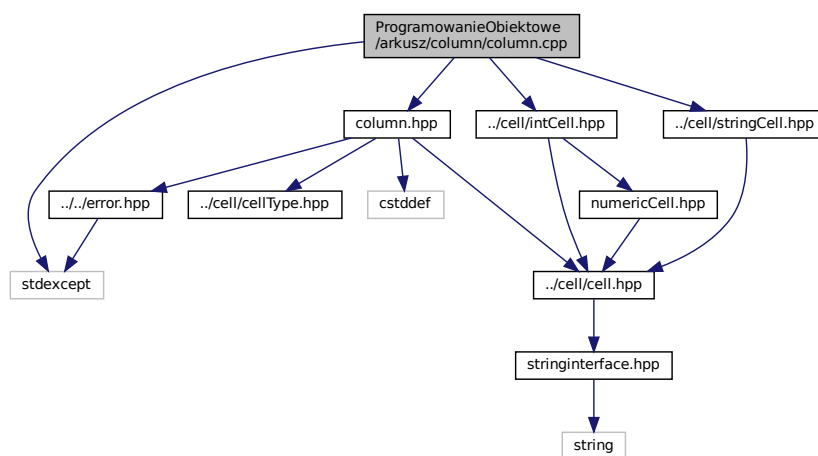 ProgramowanieObiektowe
/arkusz/column/column.cpp
column.hpp
../cell/intCell.hpp
../cell/stringCell.hpp
../../error.hpp
../cell/cellType.hpp
cstddef
numericCell.hpp
stdexcept
../cell/cell.hpp
stringinterface.hpp
string